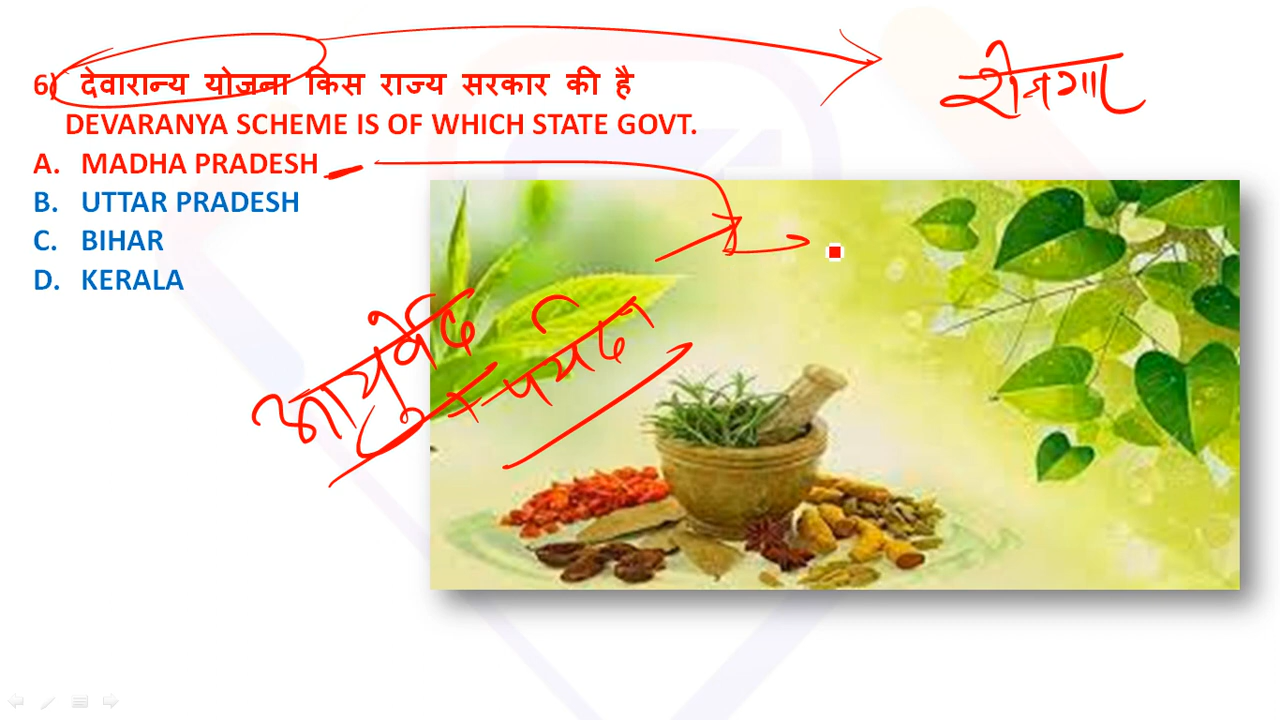 6) देवारान्य योजना किस राज्य सरकार की है
DEVARANYA SCHEME IS OF WHICH STATE GOVT.
A. MADHA PRADESH
B. UTTAR PRADESH
C. BIHAR
D. KERALA
रोजगार
आयुर्वेद
+ पर्यटन